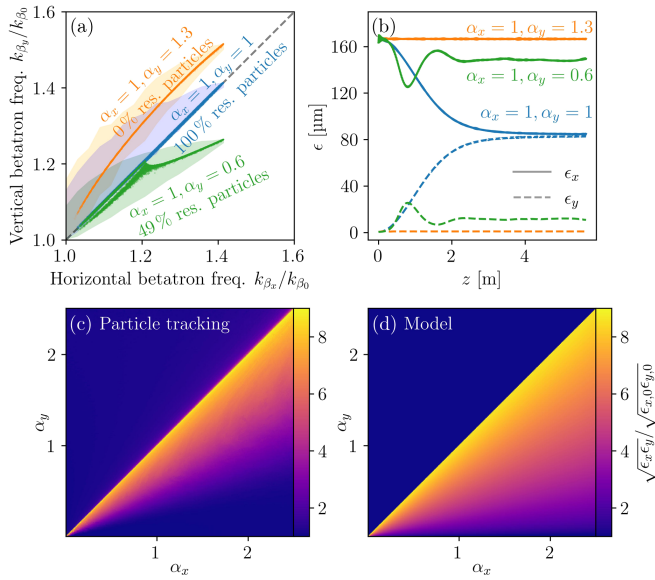 (a)
Vertical betatron freq. k_{β_y}/k_{β_0}
1.6
1.4
1.2
1.0
α_x = 1, α_y = 1.3
0 % res. particles
α_x = 1, α_y = 1
100 % res. particles
α_x = 1, α_y = 0.6
49 % res. particles
1.0 1.2 1.4 1.6
Horizontal betatron freq. k_{β_x}/k_{β_0}
(b)
ϵ [µm]
160
120
80
40
0
α_x = 1, α_y = 1.3
α_x = 1, α_y = 0.6
α_x = 1, α_y = 1
ϵ_x
ϵ_y
0 2 4
z [m]
(c) Particle tracking
α_y
2
1
1 2
α_x
8
6
4
2
(d) Model
α_y
2
1
1 2
α_x
8
6
4
2
√ϵ_xϵ_y/√ϵ_{x,0}ϵ_{y,0}